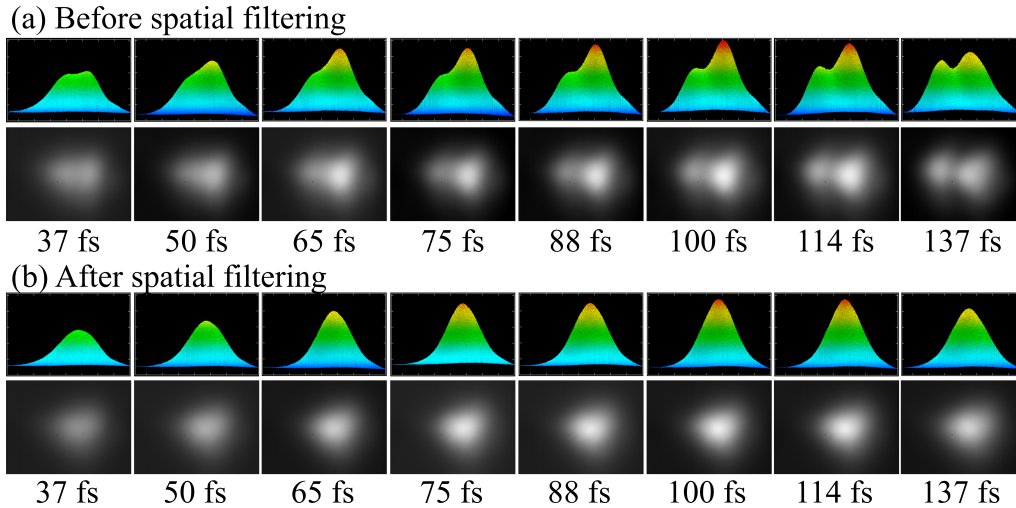 (a) Before spatial filtering
37 fs 50 fs 65 fs 75 fs 88 fs 100 fs 114 fs 137 fs
(b) After spatial filtering
37 fs 50 fs 65 fs 75 fs 88 fs 100 fs 114 fs 137 fs